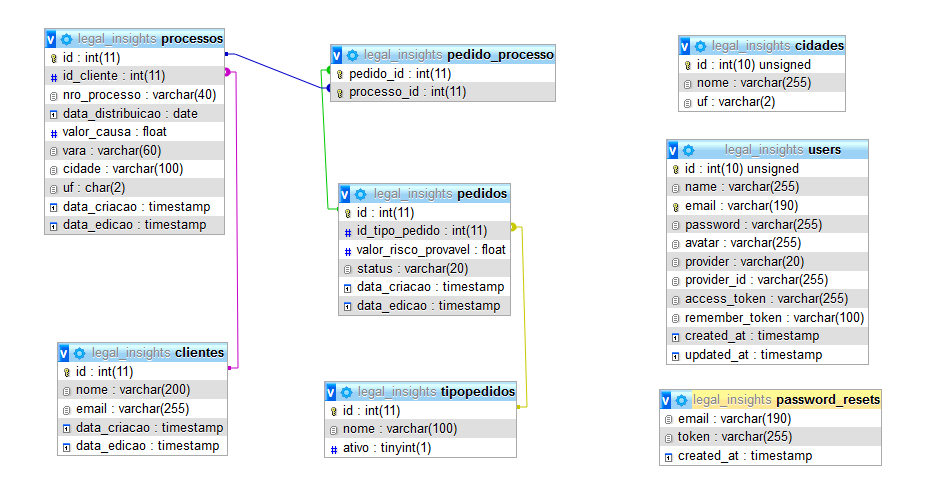 legal_insights processos
id : int(11)
id_cliente : int(11)
nro_processo : varchar(40)
data_distribuicao : date
valor_causa : float
vara : varchar(60)
cidade : varchar(100)
uf : char(2)
data_criacao : timestamp
data_edicao : timestamp
legal_insights pedido_processo
pedido_id : int(11)
processo_id : int(11)
legal_insights cidades
id : int(10) unsigned
nome : varchar(255)
uf : varchar(2)
legal_insights users
id : int(10) unsigned
name : varchar(255)
email : varchar(190)
password : varchar(255)
avatar : varchar(255)
provider : varchar(20)
provider_id : varchar(255)
access_token : varchar(255)
remember_token : varchar(100)
created_at : timestamp
updated_at : timestamp
legal_insights pedidos
id : int(11)
id_tipo_pedido : int(11)
valor_risco_provavel : float
status : varchar(20)
data_criacao : timestamp
data_edicao : timestamp
legal_insights clientes
id : int(11)
nome : varchar(200)
email : varchar(255)
data_criacao : timestamp
data_edicao : timestamp
legal_insights tipopedidos
id : int(11)
nome : varchar(100)
ativo : tinyint(1)
legal_insights password_resets
email : varchar(190)
token : varchar(255)
created_at : timestamp